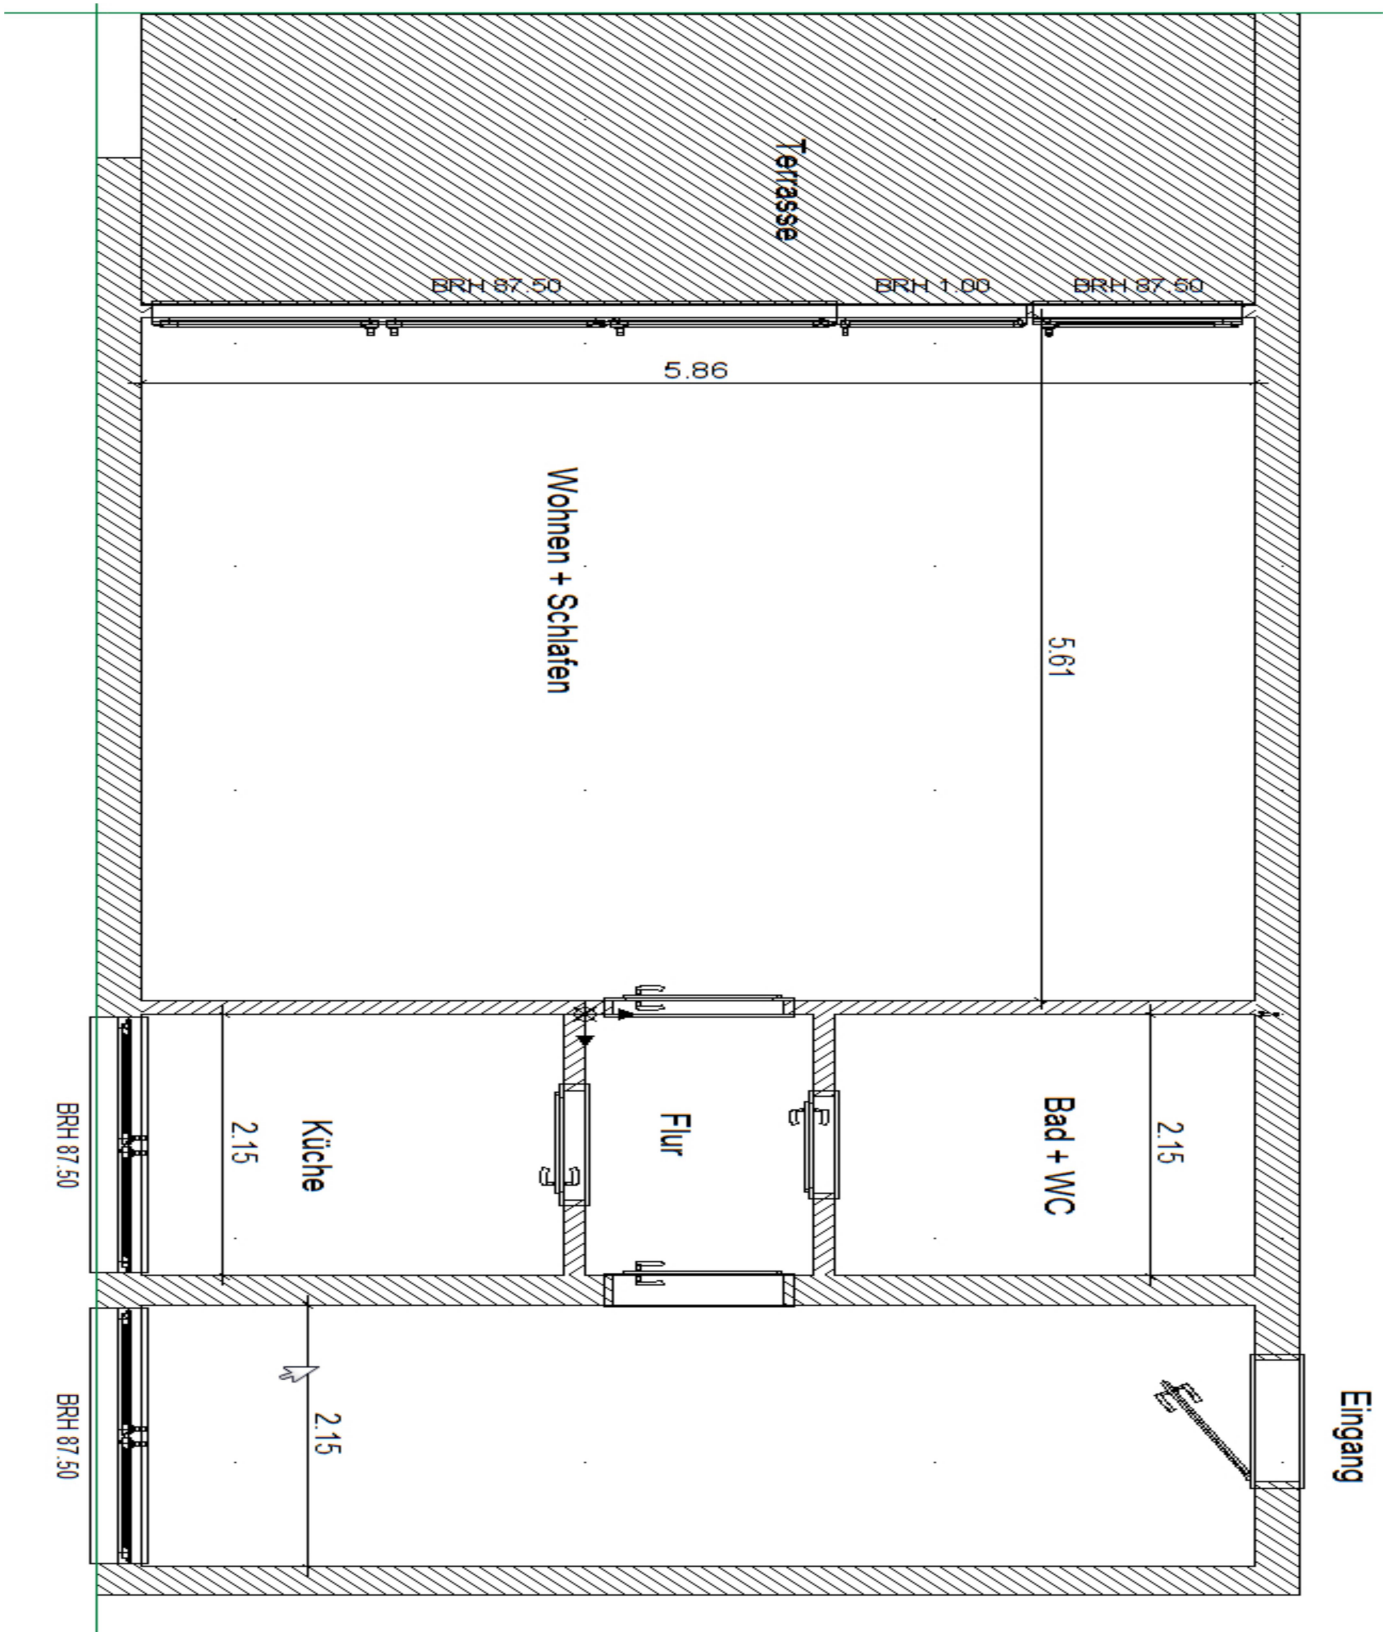 Terrasse
BRH 87.50
BRH 1.00
BRH 87.50
5.86
Wohnen + Schlafen
5.61
Küche
2.15
Flur
Bad + WC
2.15
BRH 87.50
2.15
BRH 87.50
Eingang